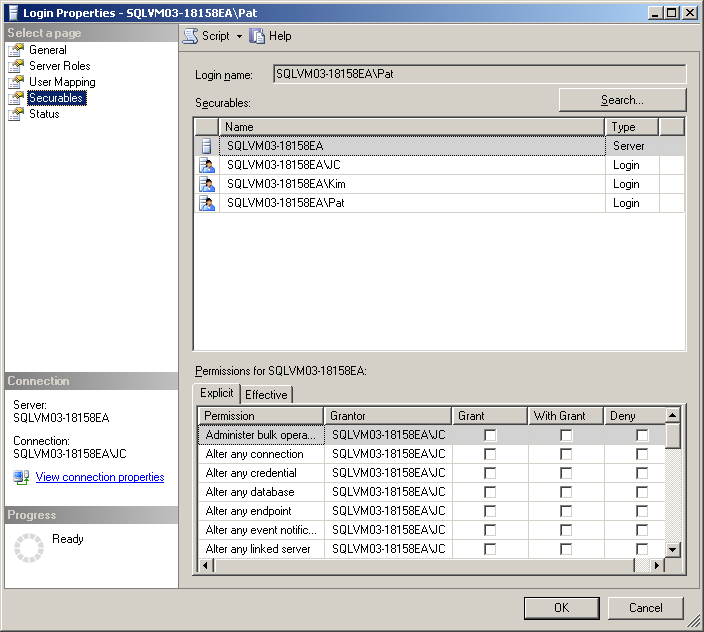 Login Properties - SQLVM03-18158EA\Pat
Select a page
General
Server Roles
User Mapping
Securables
Status
Script
Help
Login name:
SQLVM03-18158EA\Pat
Securables:
Search...
Name Type
SQLVM03-18158EA Server
SQLVM03-18158EA\JC Login
SQLVM03-18158EA\Kim Login
SQLVM03-18158EA\Pat Login
Connection
Server:
SQLVM03-18158EA
Connection:
SQLVM03-18158EA\JC
View connection properties
Progress
Ready
Permissions for SQLVM03-18158EA:
Explicit Effective
Permission Grantor Grant With Grant Deny
Administer bulk opera... SQLVM03-18158EA\JC
Alter any connection SQLVM03-18158EA\JC
Alter any credential SQLVM03-18158EA\JC
Alter any database SQLVM03-18158EA\JC
Alter any endpoint SQLVM03-18158EA\JC
Alter any event notific... SQLVM03-18158EA\JC
Alter any linked server SQLVM03-18158EA\JC
OK
Cancel